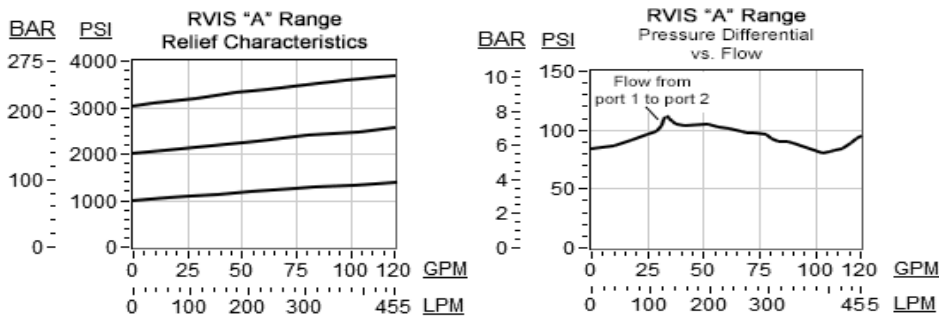 RVIS “A” Range
Relief Characteristics
BAR PSI
275 4000
200 3000
2000
100 1000
0 0
0 25 50 75 100 120 GPM
0 100 200 300 455 LPM
RVIS “A” Range
Pressure Differential
vs. Flow
BAR PSI
10 150
8
100
6
4 50
2
0 0
Flow from
port 1 to port 2
0 25 50 75 100 120 GPM
0 100 200 300 455 LPM